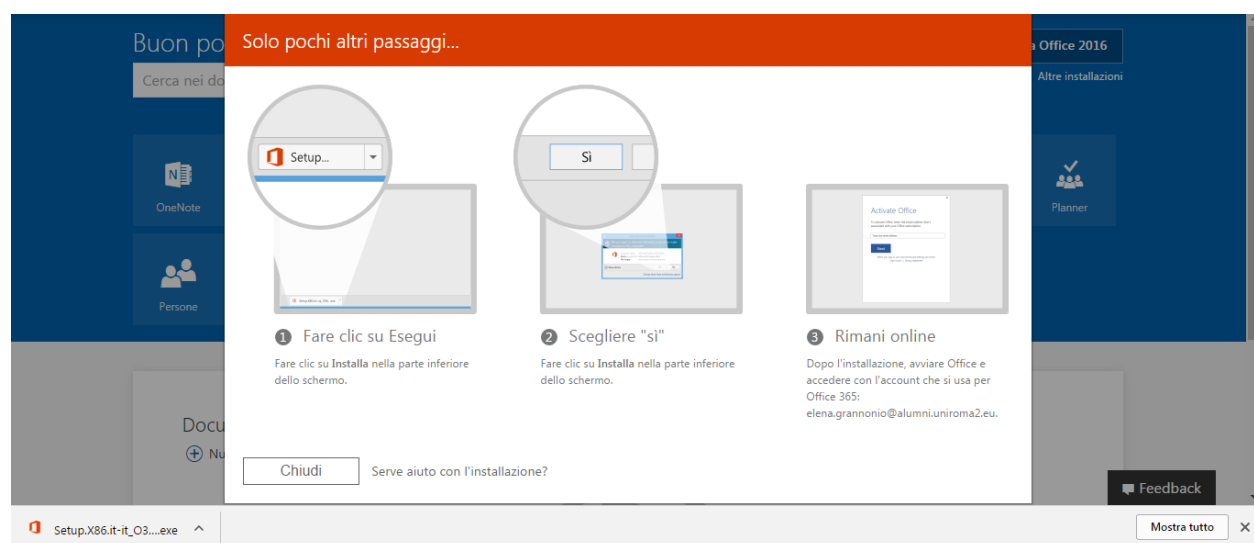 Buon po
Solo pochi altri passaggi...
a Office 2016
Cerca nei do
Altre installazioni
Setup...
Sì
OneNote
Planner
Persone
Activate Office
1 Fare clic su Esegui
2 Scegliere "sì"
3 Rimani online
Fare clic su Installa nella parte inferiore
dello schermo.
Fare clic su Installa nella parte inferiore
dello schermo.
Dopo l'installazione, avviare Office e
accedere con l'account che si usa per
Office 365:
elena.grannonio@alumni.uniroma2.eu.
Docu
Nu
Chiudi
Serve aiuto con l'installazione?
Feedback
Setup.X86.it-it_O3....exe
Mostra tutto